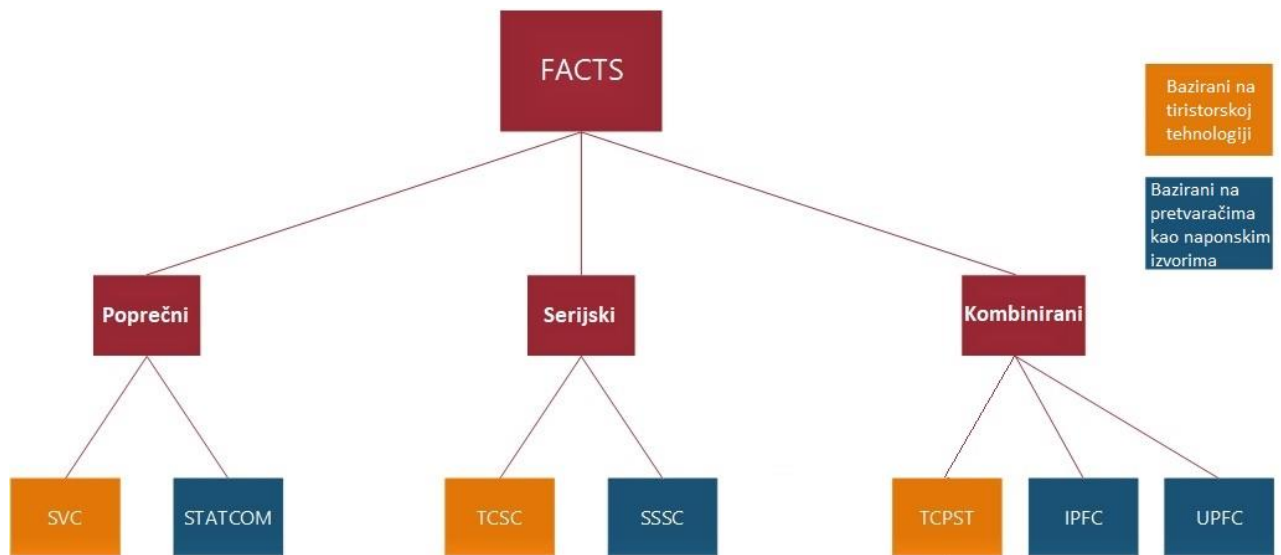 FACTS
Bazirani na
tiristorskoj
tehnologiji
Bazirani na
pretvaračima
kao naponskim
izvorima
Poprečni
Serijski
Kombinirani
SVC
STATCOM
TCSC
SSSC
TCPST
IPFC
UPFC